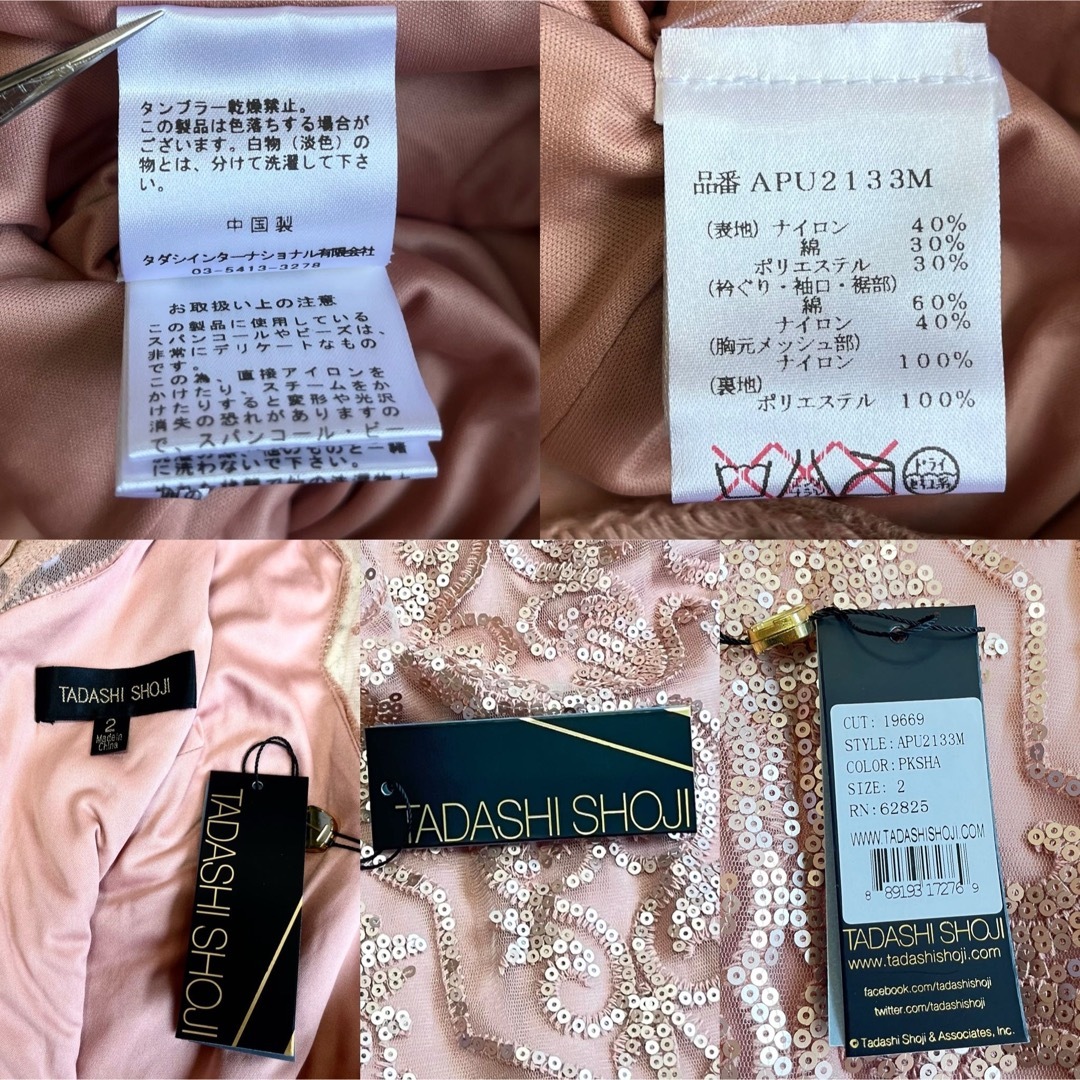 タンブラー乾燥禁止。
この製品は色落ちする場合が
ございます。白物(淡色)の
物とは、分けて洗濯して下さ
い。
中国製
タダシインターナショナル有限会社
03-5413-3278
お取扱い上の注意
この製品に使用している
スパンコールやビーズは、
非常にデリケートなもの
です。
この為、直接アイロンを
かけたり、スチームをか
けたりすると変形や光沢
消失の恐れがありますの
で、スパンコール・ビー
に洗わないで下さい。
品番 APU2133M
(表地) ナイロン 40%
綿 30%
ポリエステル 30%
(衿ぐり・袖口・裾部)
綿 60%
ナイロン 40%
(胸元メッシュ部)
ナイロン 100%
(裏地)
ポリエステル 100%
ドライ
TADASHI SHOJI
2
Made in
China
TADASHI SHOJI
TADASHI SHOJI
CUT: 19669
STYLE: APU2133M
COLOR: PKSHA
SIZE: 2
RN: 62825
WWW.TADASHISHOJI.COM
8 89193 17276 9
TADASHI SHOJI
www.tadashishoji.com
facebook.com/tadashishoji
twitter.com/tadashishoji
© Tadashi Shoji & Associates, Inc.